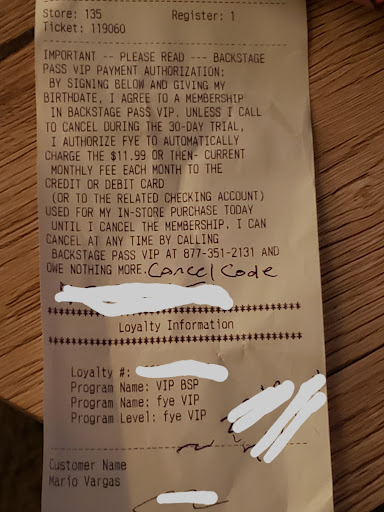 Store: 135 Register: 1
Ticket: 119060
IMPORTANT -- PLEASE READ --- BACKSTAGE
PASS VIP PAYMENT AUTHORIZATION:
BY SIGNING BELOW AND GIVING MY
BIRTHDATE, I AGREE TO A MEMBERSHIP
IN BACKSTAGE PASS VIP. UNLESS I CALL
TO CANCEL DURING THE 30-DAY TRIAL,
I AUTHORIZE FYE TO AUTOMATICALLY
CHARGE THE $11.99 OR THEN- CURRENT
MONTHLY FEE EACH MONTH TO THE
CREDIT OR DEBIT CARD
(OR TO THE RELATED CHECKING ACCOUNT)
USED FOR MY IN-STORE PURCHASE TODAY
UNTIL I CANCEL THE MEMBERSHIP. I CAN
CANCEL AT ANY TIME BY CALLING
BACKSTAGE PASS VIP AT 877-351-2131 AND
OWE NOTHING MORE. Cancel Code
Loyalty Information
Loyalty #:
Program Name: VIP BSP
Program Name: fye VIP
Program Level: fye VIP
Customer Name
Mario Vargas